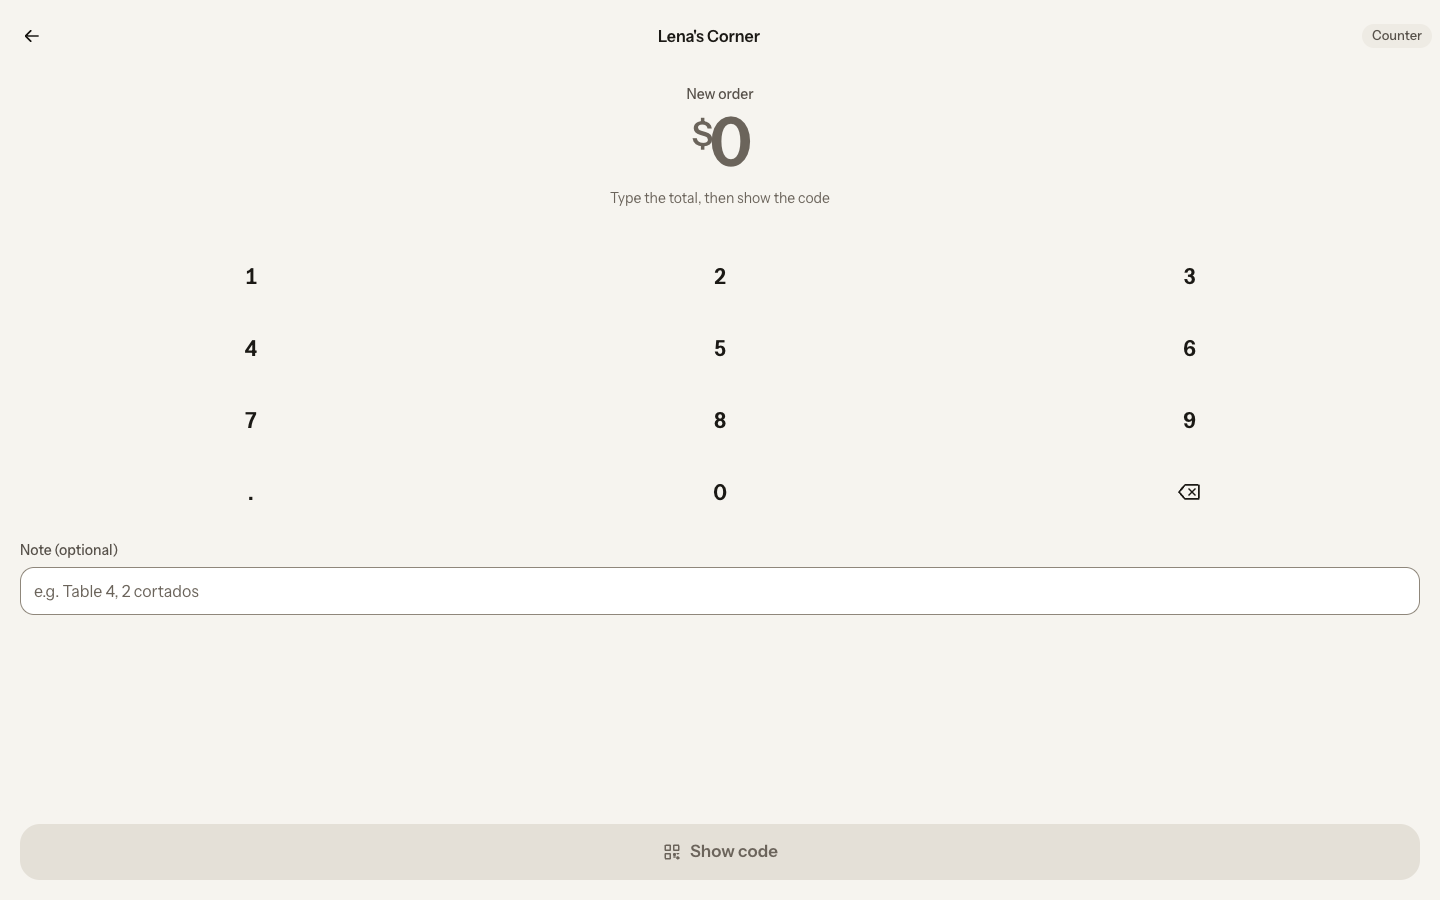 Lena's Corner
Counter
New order
$0
Type the total, then show the code
1 2 3
4 5 6
7 8 9
. 0
Note (optional)
e.g. Table 4, 2 cortados
Show code